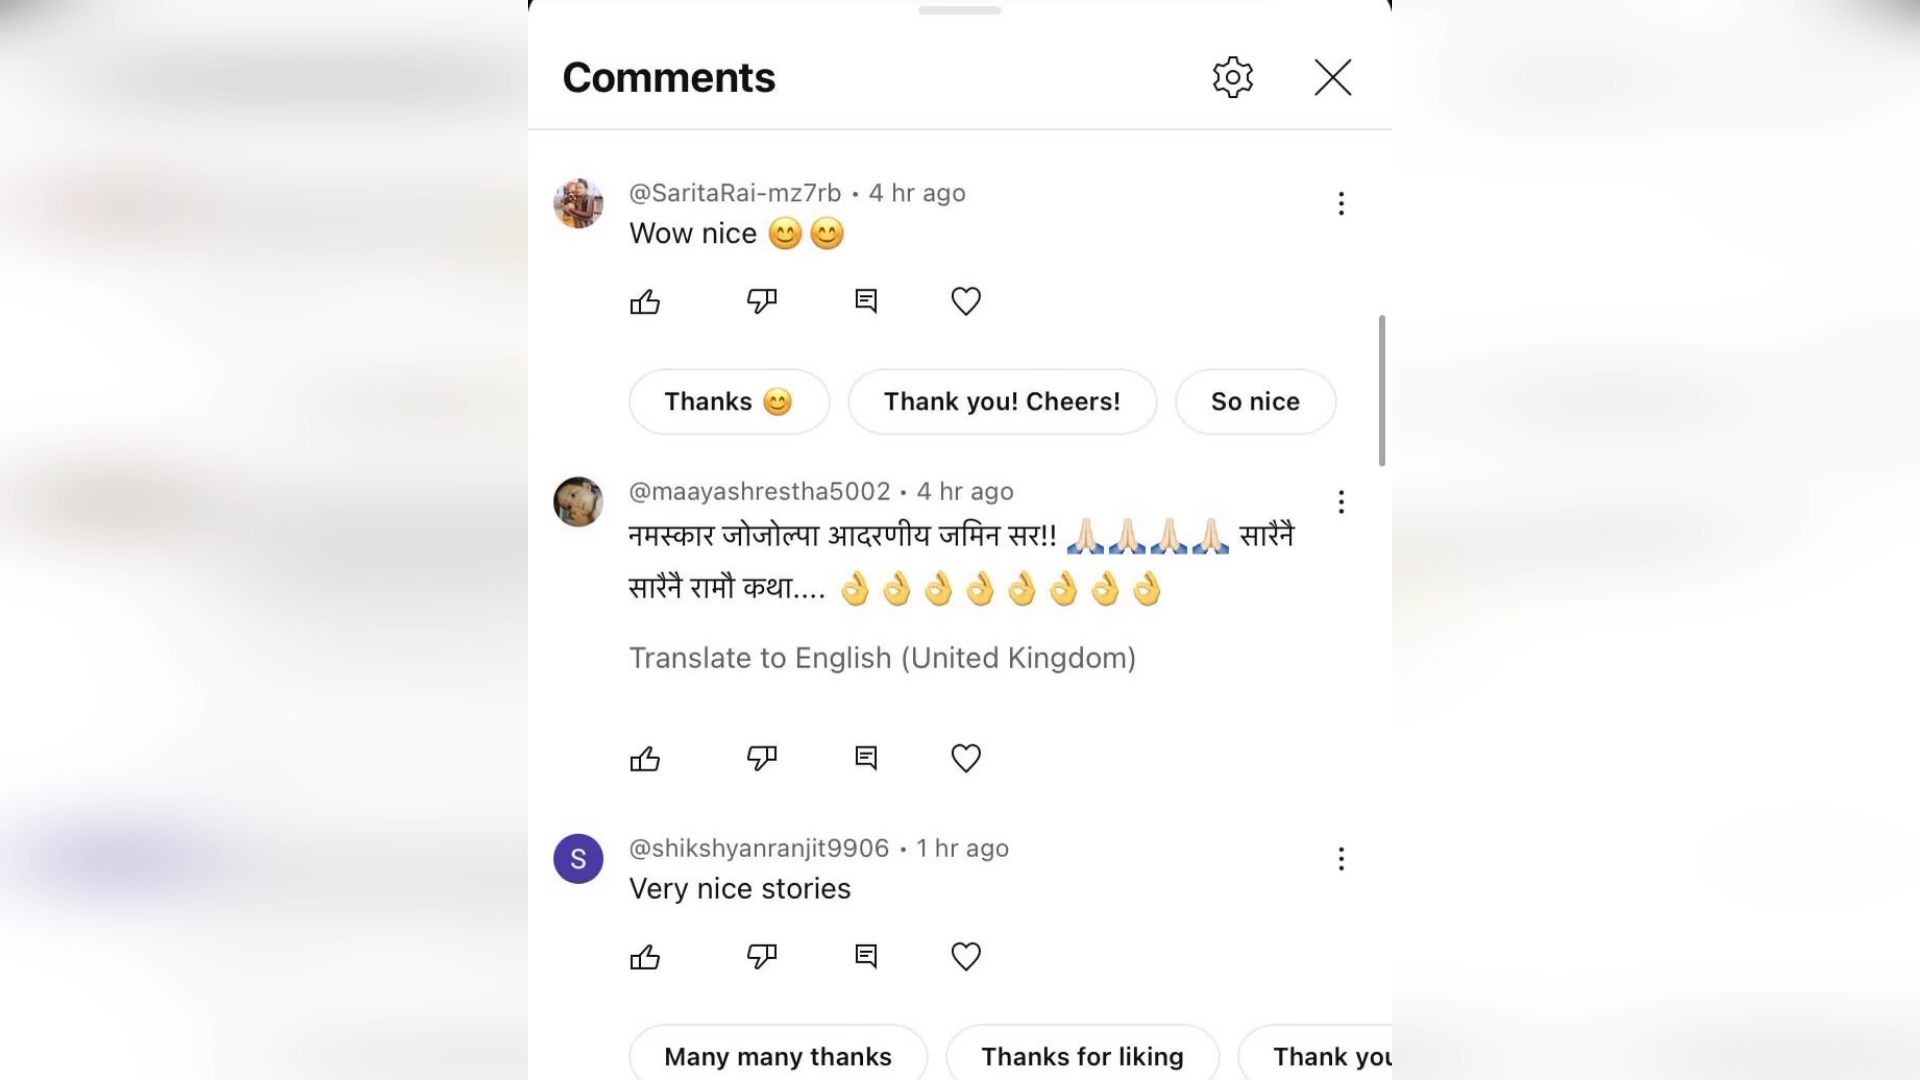 Comments
@SaritaRai-mz7rb • 4 hr ago
Wow nice 😊😊
Thanks 😊 Thank you! Cheers! So nice
@maayashrestha5002 • 4 hr ago
नमस्कार जोजोल्पा आदरणीय जमिन सर!! 🙏🏻🙏🏻🙏🏻🙏🏻 सारैनै
सारैनै रामौ कथा.... 👌👌👌👌👌👌👌👌
Translate to English (United Kingdom)
S
@shikshyanranjit9906 • 1 hr ago
Very nice stories
Many many thanks Thanks for liking Thank you